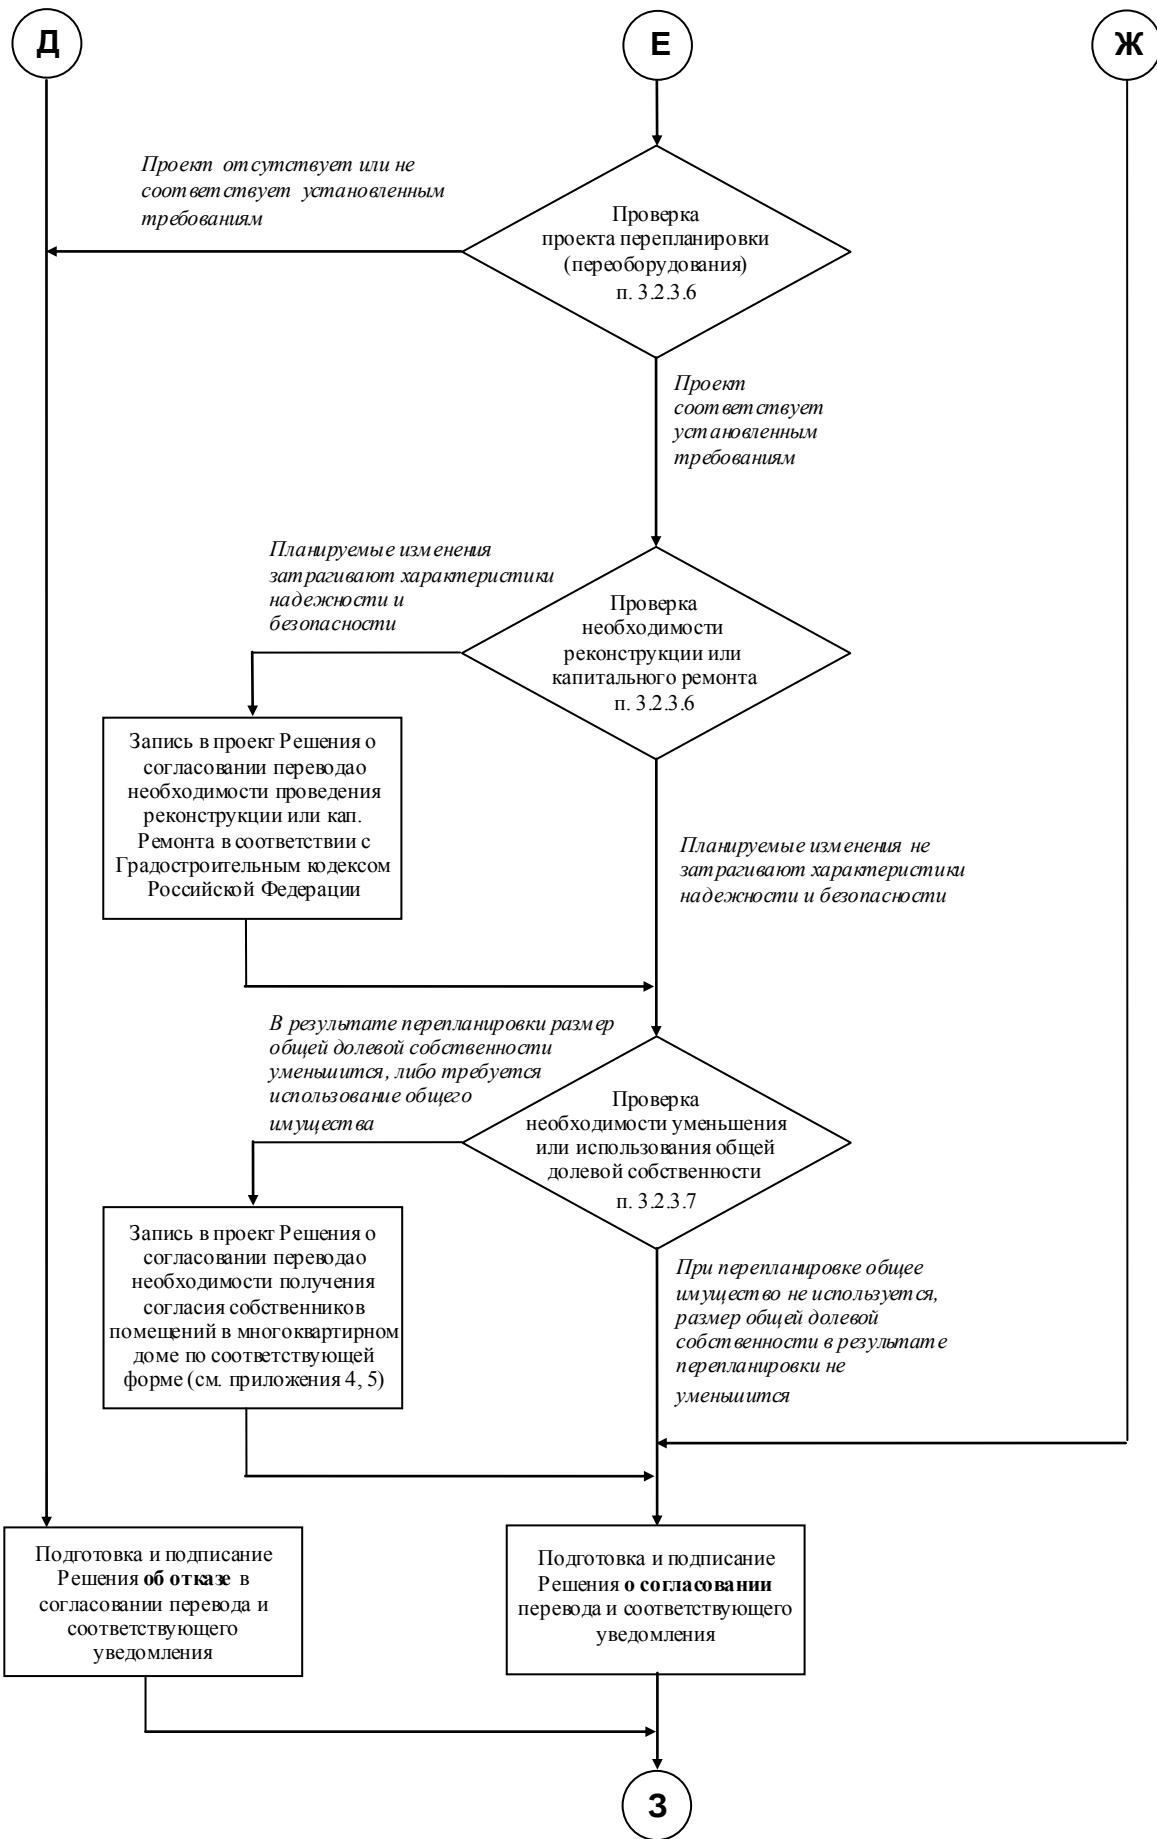 Д
Е
Ж
Проект отсутствует или не
соответствует установленным
требованиям
Проверка
проекта перепланировки
(переоборудования)
п. 3.2.3.6
Проект
соответствует
установленным
требованиям
Планируемые изменения
затрагивают характеристики
надежности и
безопасности
Проверка
необходимости
реконструкции или
капитального ремонта
п. 3.2.3.6
Запись в проект Решения о
согласовании переводао
необходимости проведения
реконструкции или кап.
Ремонта в соответствии с
Градостроительным кодексом
Российской Федерации
Планируемые изменения не
затрагивают характеристики
надежности и безопасности
В результате перепланировки размер
общей долевой собственности
уменьшится, либо требуется
использование общего
имущества
Проверка
необходимости уменьшения
или использования общей
долевой собственности
п. 3.2.3.7
Запись в проект Решения о
согласовании переводао
необходимости получения
согласия собственников
помещений в многоквартирном
доме по соответствующей
форме (см. приложения 4, 5)
При перепланировке общее
имущество не используется,
размер общей долевой
собственности в результате
перепланировки не
уменьшится
Подготовка и подписание
Решения об отказе в
согласовании перевода и
соответствующего
уведомления
Подготовка и подписание
Решения о согласовании
перевода и соответствующего
уведомления
З